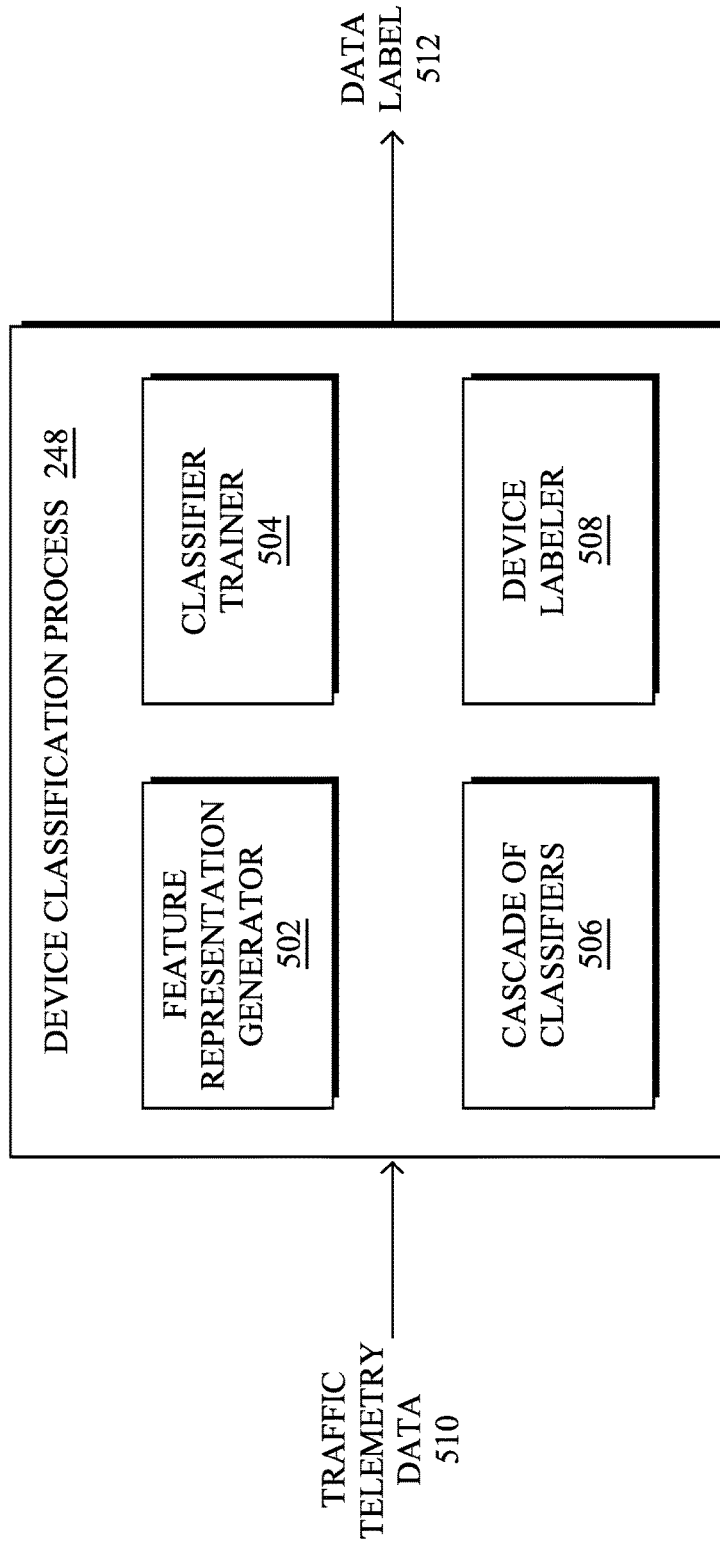 DEVICE CLASSIFICATION PROCESS 248
FEATURE
REPRESENTATION
GENERATOR
502
CLASSIFIER
TRAINER
504
CASCADE OF
CLASSIFIERS
506
DEVICE
LABELER
508
TRAFFIC
TELEMETRY
DATA
510
DATA
LABEL
512